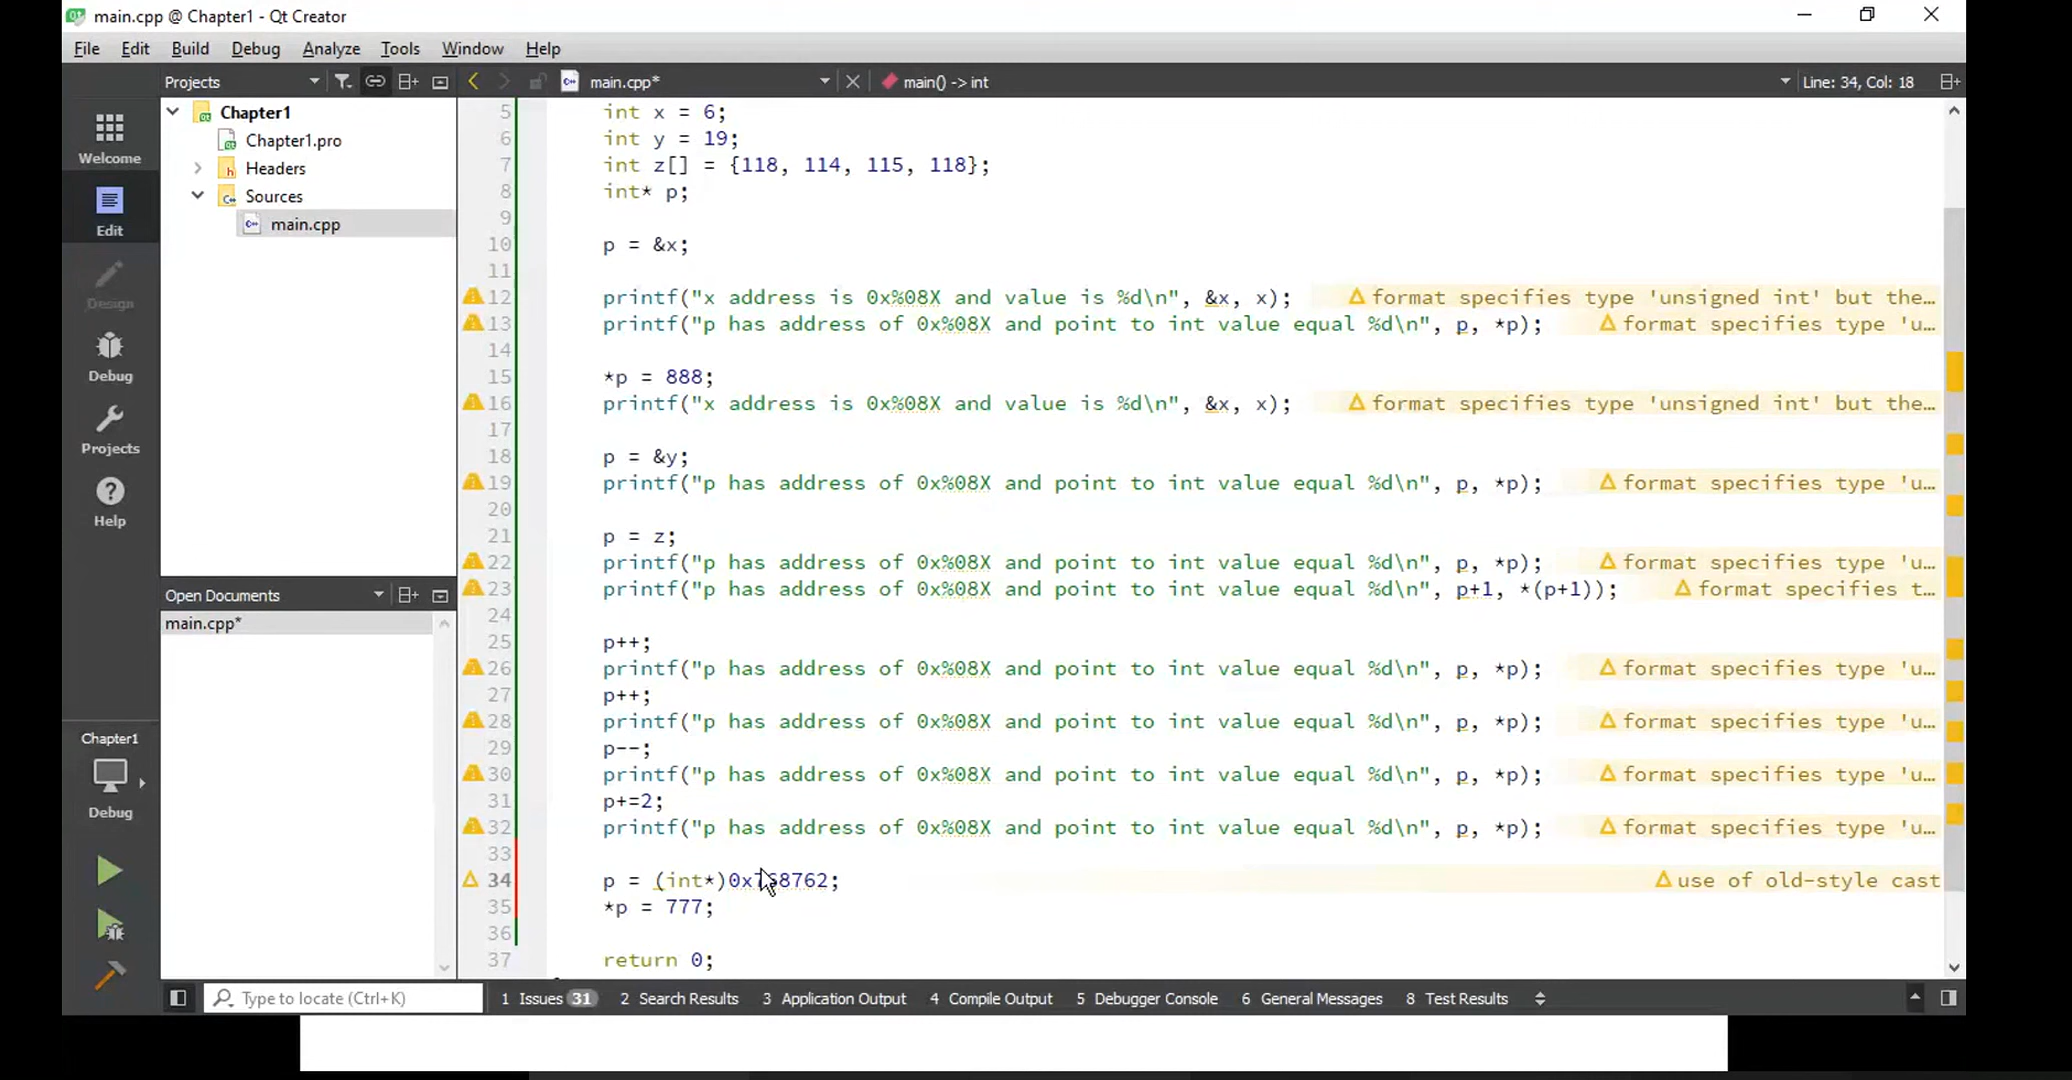 main.cpp @ Chapter1 - Qt Creator
File Edit Build Debug Analyze Tools Window Help
Projects main.cpp* main() -> int Line: 34, Col: 18
Chapter1
Chapter1.pro
Headers
Sources
main.cpp
Welcome
Edit
Design
Debug
Projects
Help
Open Documents
main.cpp*
Chapter1
Debug
5 int x = 6;
6 int y = 19;
7 int z[] = {118, 114, 115, 118};
8 int* p;
9
10 p = &x;
11
12 printf("x address is 0x%08X and value is %d\n", &x, x); format specifies type 'unsigned int' but the…
13 printf("p has address of 0x%08X and point to int value equal %d\n", p, *p); format specifies type 'u…
14
15 *p = 888;
16 printf("x address is 0x%08X and value is %d\n", &x, x); format specifies type 'unsigned int' but the…
17
18 p = &y;
19 printf("p has address of 0x%08X and point to int value equal %d\n", p, *p); format specifies type 'u…
20
21 p = z;
22 printf("p has address of 0x%08X and point to int value equal %d\n", p, *p); format specifies type 'u…
23 printf("p has address of 0x%08X and point to int value equal %d\n", p+1, *(p+1)); format specifies t…
24
25 p++;
26 printf("p has address of 0x%08X and point to int value equal %d\n", p, *p); format specifies type 'u…
27 p++;
28 printf("p has address of 0x%08X and point to int value equal %d\n", p, *p); format specifies type 'u…
29 p--;
30 printf("p has address of 0x%08X and point to int value equal %d\n", p, *p); format specifies type 'u…
31 p+=2;
32 printf("p has address of 0x%08X and point to int value equal %d\n", p, *p); format specifies type 'u…
33
34 p = use of old-style cast
35 *p = 777;
36
37 return 0;
Type to locate (Ctrl+K) 1 Issues 31 2 Search Results 3 Application Output 4 Compile Output 5 Debugger Console 6 General Messages 8 Test Results